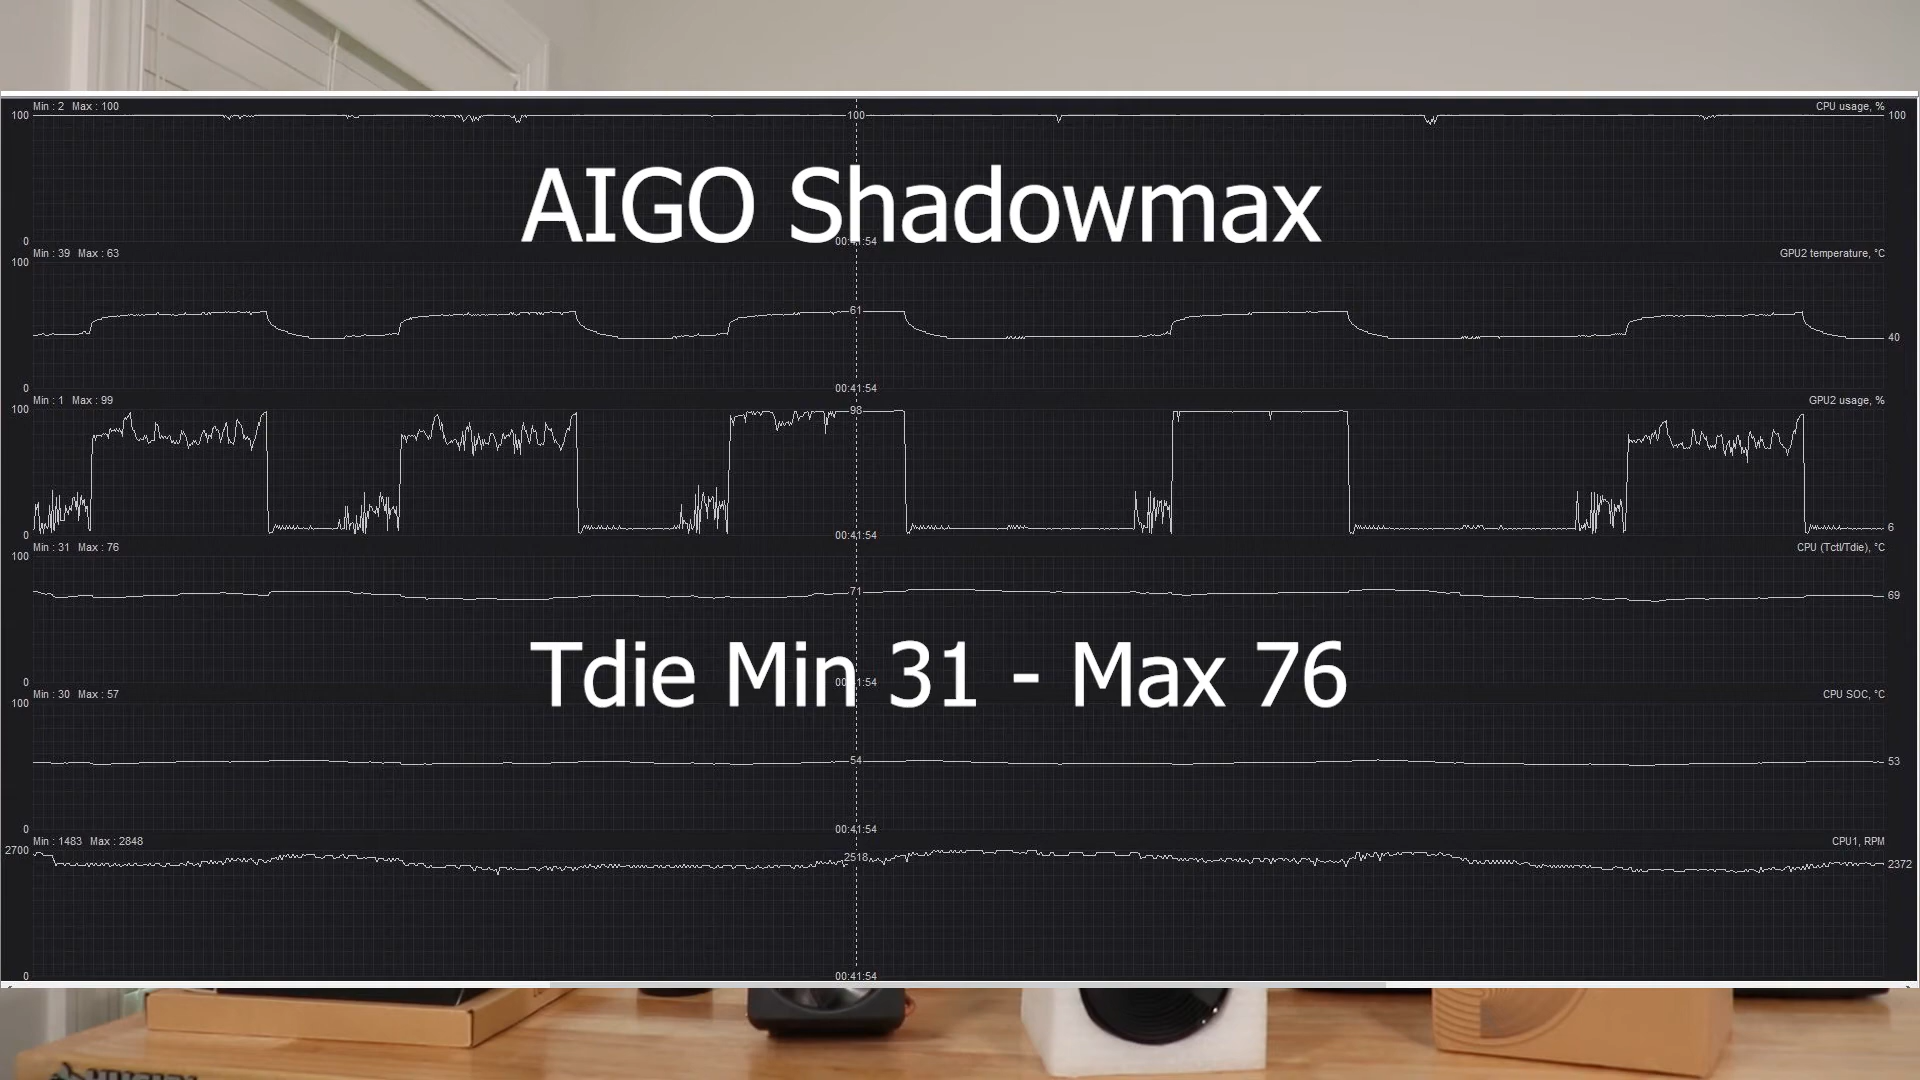 Min : 2 Max : 100
CPU usage, %
100
100
100
AIGO Shadowmax
0
Min : 39 Max : 63
GPU2 temperature, °C
100
61
40
0
00:41:54
Min : 1 Max : 99
GPU2 usage, %
100
98
6
0
00:41:54
Min : 31 Max : 76
CPU (Tctl/Tdie), °C
100
71
69
Tdie Min 31 - Max 76
0
Min : 30 Max : 57
CPU SOC, °C
100
54
53
0
00:41:54
Min : 1483 Max : 2848
CPU1, RPM
2700
2518
2372
0
00:41:54